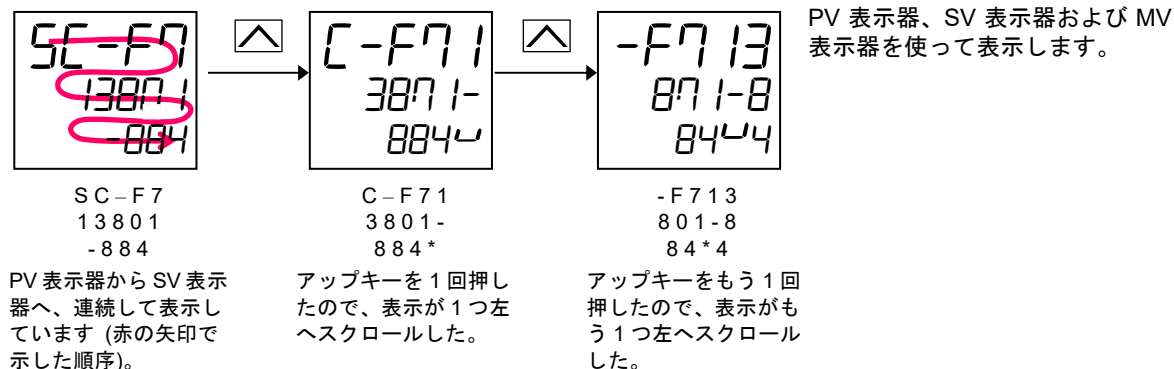 SC-F7
13801
-884
C-F71
3801-
884
-F713
801-8
84 4
PV 表示器、SV 表示器および MV
表示器を使って表示します。
S C – F 7
1 3 8 0 1
- 8 8 4
C – F 7 1
3 8 0 1 -
8 8 4 *
- F 7 1 3
8 0 1 - 8
8 4 * 4
PV 表示器から SV 表示
器へ、連続して表示し
ています (赤の矢印で
示した順序)。
アップキーを 1 回押し
たので、表示が 1 つ左
へスクロールした。
アップキーをもう 1 回
押したので、表示がも
う 1 つ左へスクロール
した。